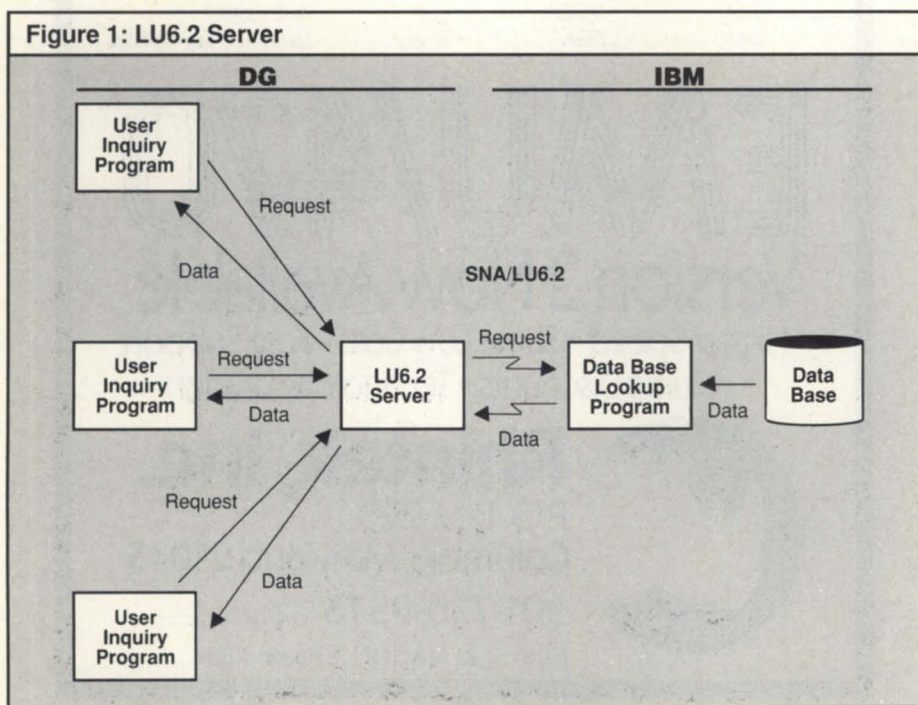 Figure 1: LU6.2 Server
DG
IBM
User
Inquiry
Program
Request
Data
SNA/LU6.2
User
Inquiry
Program
Request
Data
LU6.2
Server
Request
Data
Data Base
Lookup
Program
Data
Data
Base
Request
Data
User
Inquiry
Program